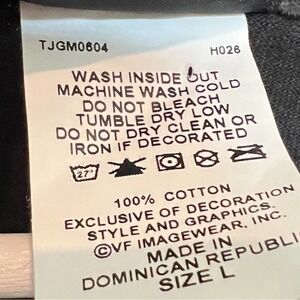 TJGM0604 H026
WASH INSIDE OUT
MACHINE WASH COLD
DO NOT BLEACH
TUMBLE DRY LOW
DO NOT DRY CLEAN OR
IRON IF DECORATED
27°
100% COTTON
EXCLUSIVE OF DECORATION
STYLE AND GRAPHICS.
©VF IMAGEWEAR, INC.
MADE IN
DOMINICAN REPUBLI
SIZE L